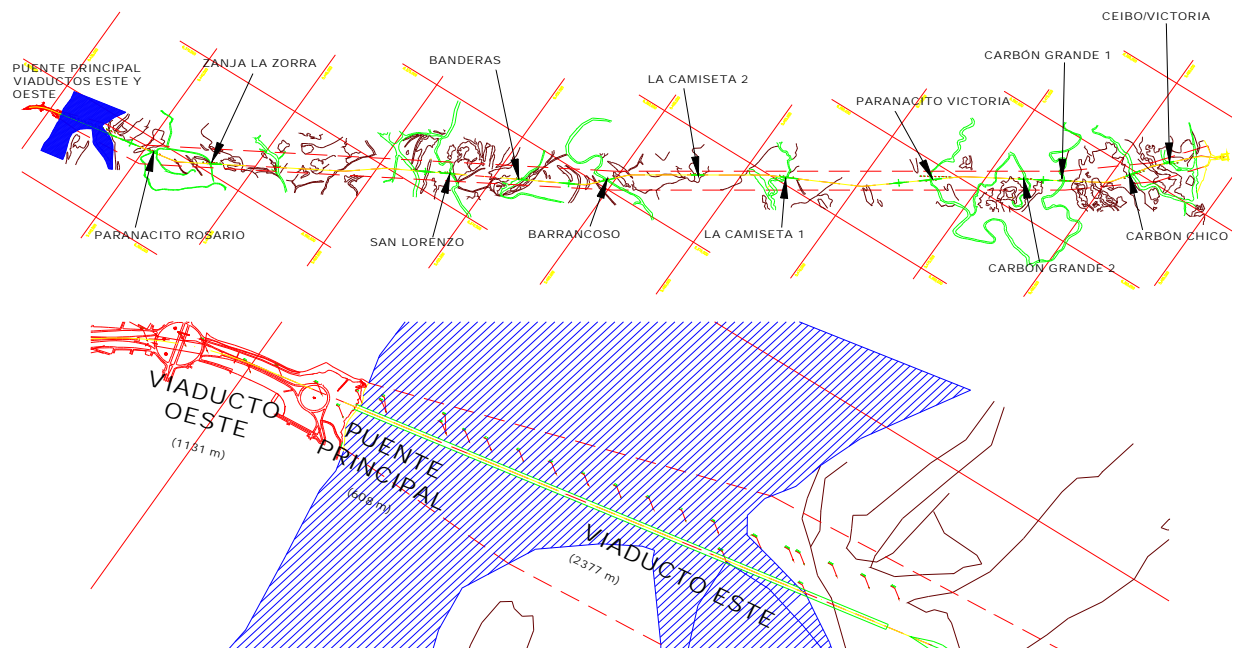 CEIBO/VICTORIA
CARBÓN GRANDE 1
BANDERAS
ZANJA LA ZORRA
PUENTE PRINCIPAL
VIADUCTOS ESTE Y
OESTE
LA CAMISETA 2
PARANACITO VICTORIA
PARANACITO ROSARIO
SAN LORENZO
BARRANCOSO
LA CAMISETA 1
CARBÓN CHICO
CARBÓN GRANDE 2
VIADUCTO
OESTE
(1131 m)
PUENTE
PRINCIPAL
(608 m)
VIADUCTO ESTE
(2377 m)